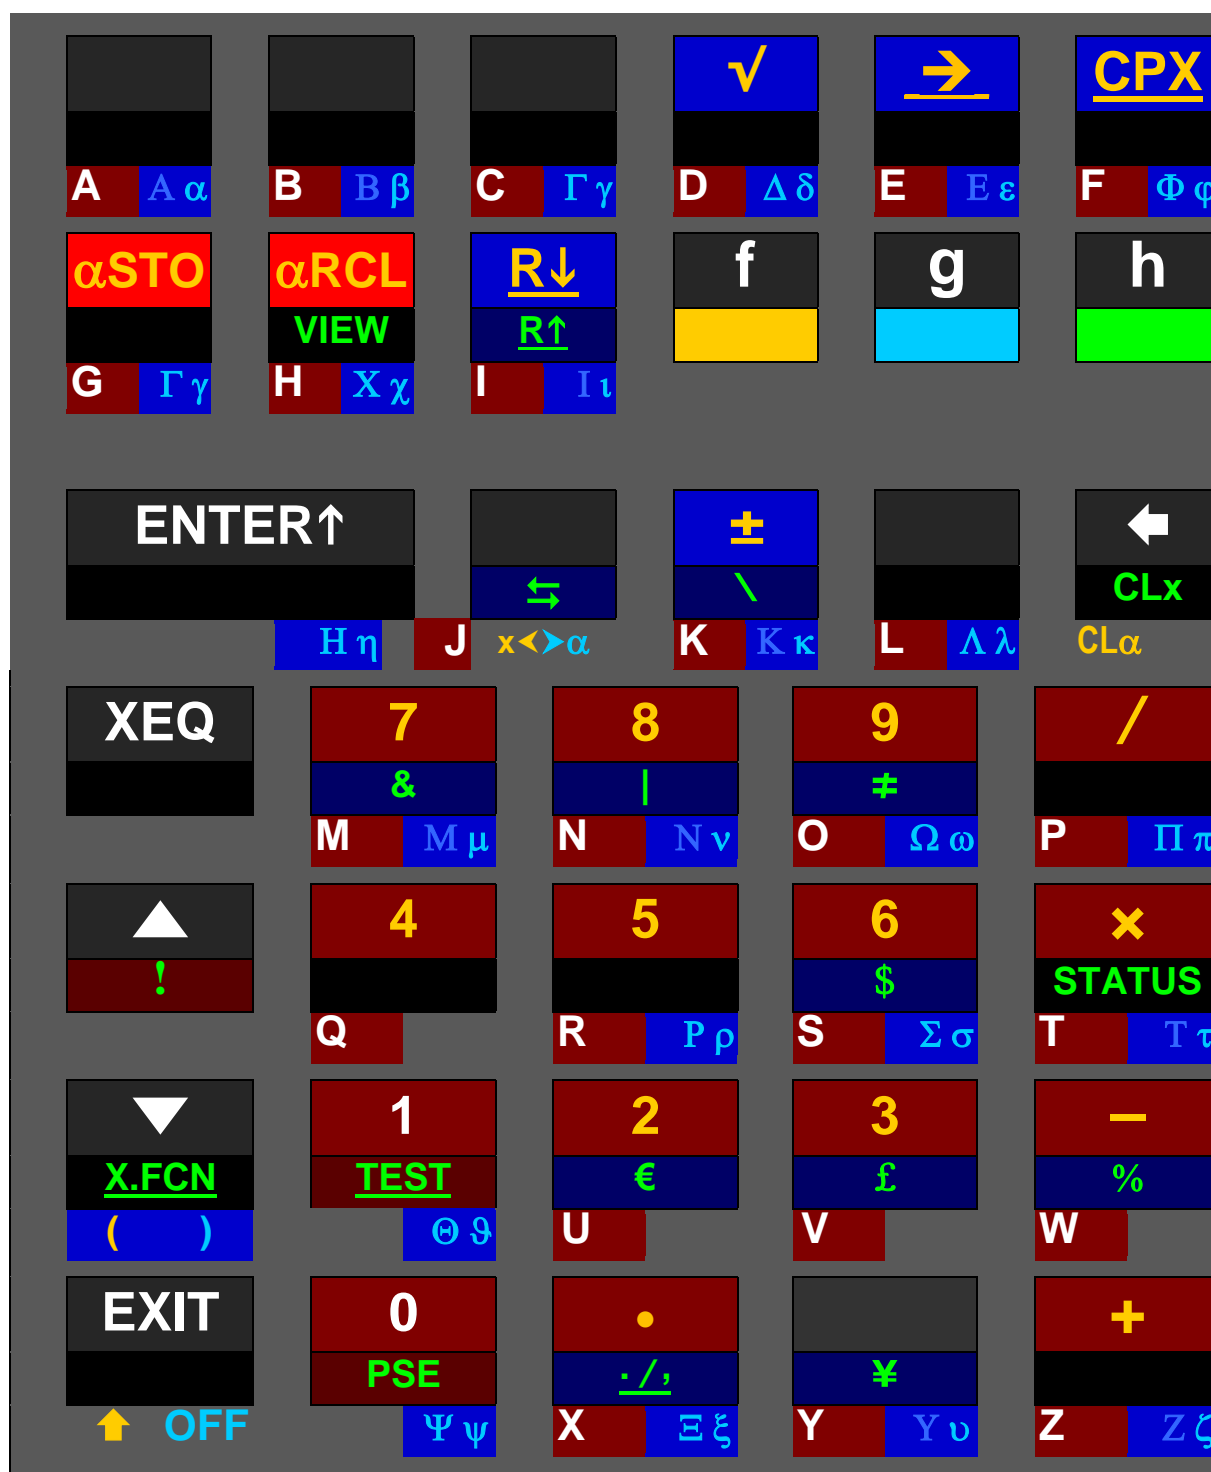 √ → CPX
A Α α B Β β C Γ γ D Δ δ E Ε ε F Φ φ
αSTO αRCL R↓ f g h
VIEW R↑
G Γ γ H Χ χ I Ι ι
ENTER↑ ± 🡄
⇆ \ CLx
Η η J x<>α K Κ κ L Λ λ CLα
XEQ 7 8 9 /
& | ≠
M Μ μ N Ν ν O Ω ω P Π π
▲ 4 5 6 ×
! $ STATUS
Q R Ρ ρ S Σ σ T Τ τ
▼ 1 2 3 −
X.FCN TEST € £ %
( ) Θ ϑ U V W
EXIT 0 . +
PSE ./, ¥
🡅 OFF Ψ ψ X Ξ ξ Y Υ υ Z Ζ ζ